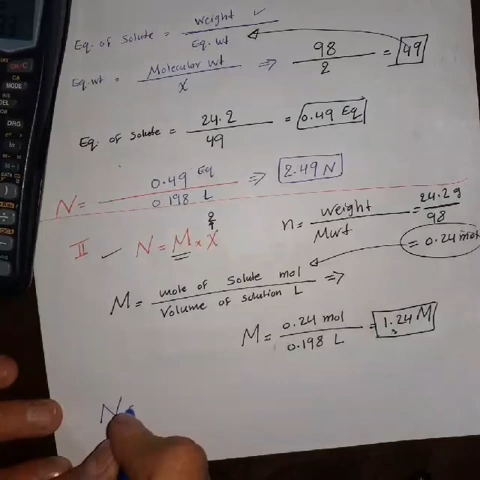 Eq. of Solute = Weight ✓ / Eq. wt
Eq. wt = Molecular wt / X ⇒ 98 / 2 = 49
Eq. of Solute = 24.2 / 49 = 0.49 Eq
N = 0.49 Eq / 0.198 L ⇒ 2.49 N
II ✓ N = M × X
n = weight / Mwt = 24.2g / 98 = 0.24 mol
M = mole of Solute mol / Volume of solution L ⇒
M = 0.24 mol / 0.198 L = 1.24 M
N